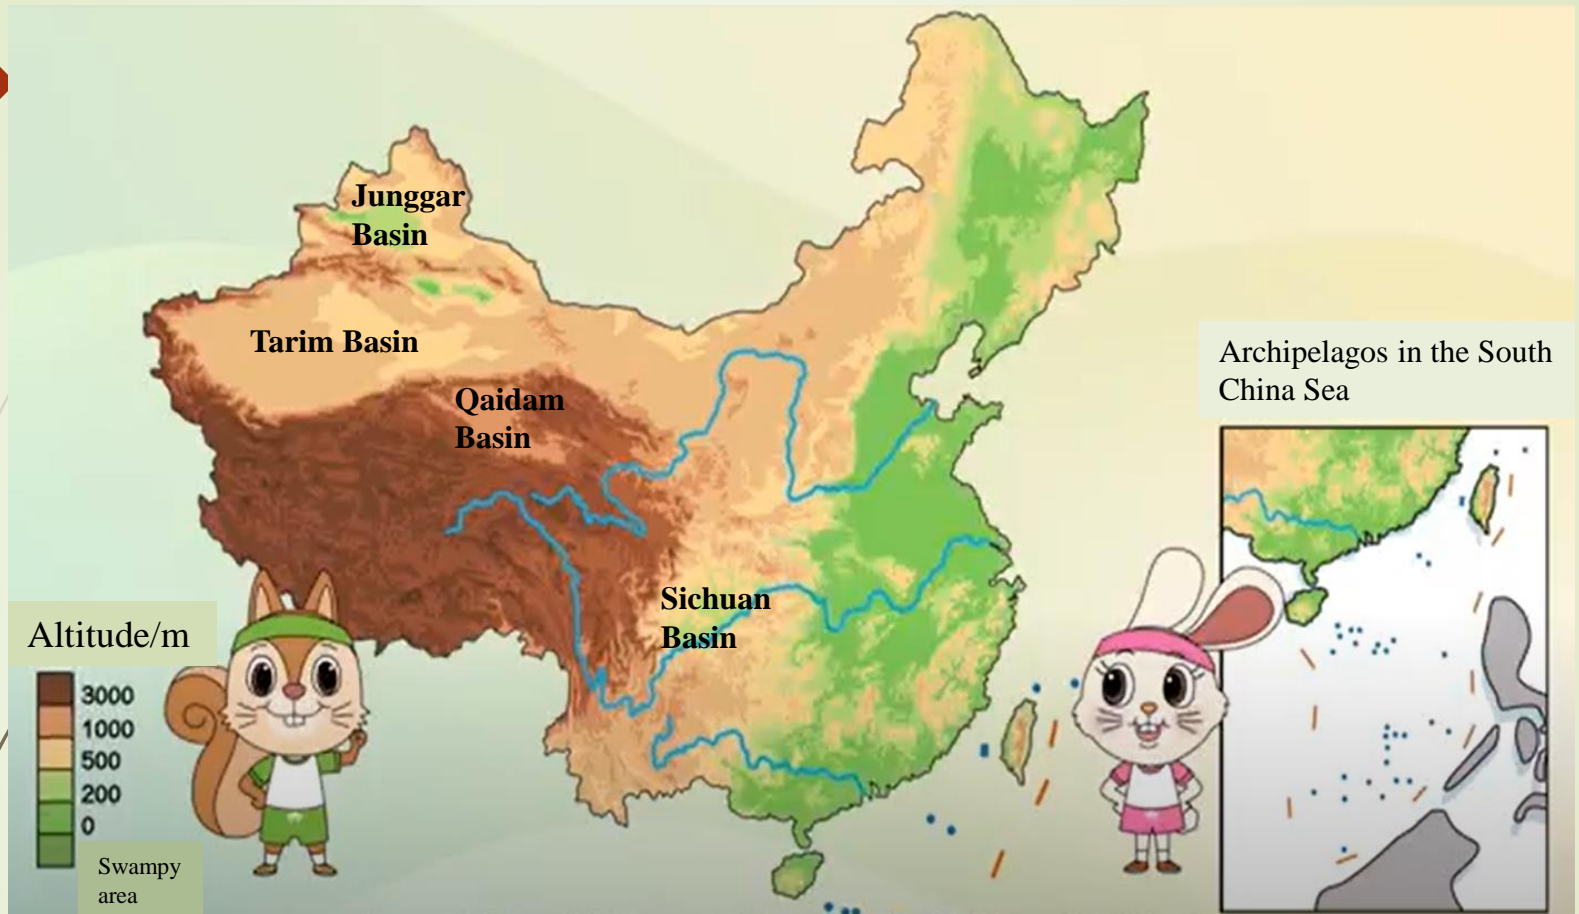 Junggar
Basin
Tarim Basin
Qaidam
Basin
Sichuan
Basin
Archipelagos in the South
China Sea
Altitude/m
3000
1000
500
200
0
Swampy
area